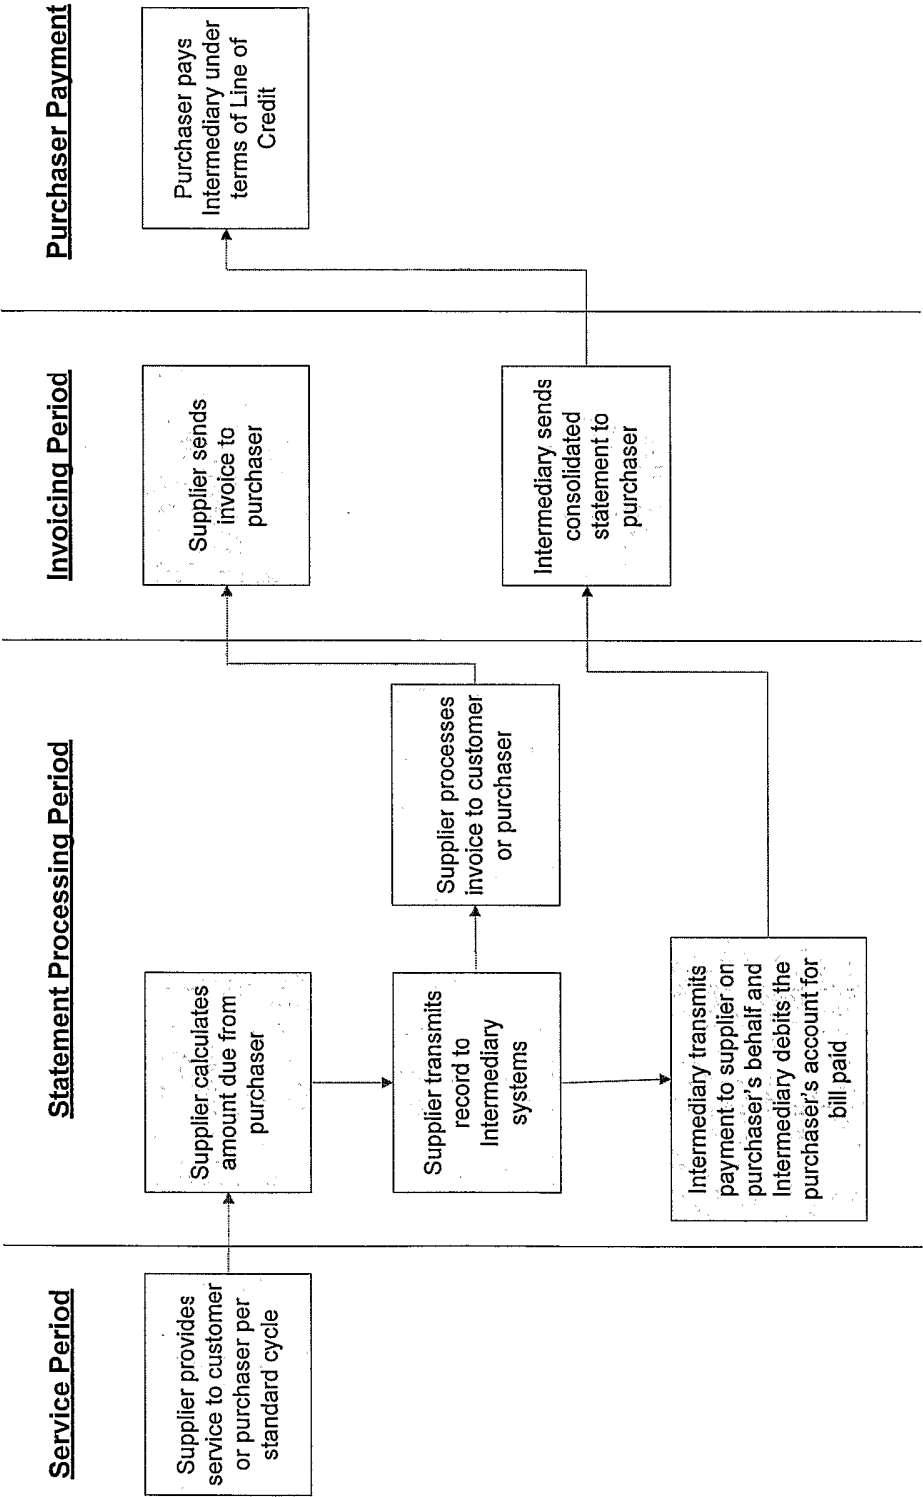 Service Period
Statement Processing Period
Invoicing Period
Purchaser Payment
Supplier provides
service to customer
or purchaser per
standard cycle
Supplier calculates
amount due from
purchaser
Supplier transmits
record to
Intermediary
systems
Intermediary transmits
payment to supplier on
purchaser's behalf and
Intermediary debits the
purchaser's account for
bill paid
Supplier processes
invoice to customer
or purchaser
Supplier sends
invoice to
purchaser
Intermediary sends
consolidated
statement to
purchaser
Purchaser pays
Intermediary under
terms of Line of
Credit